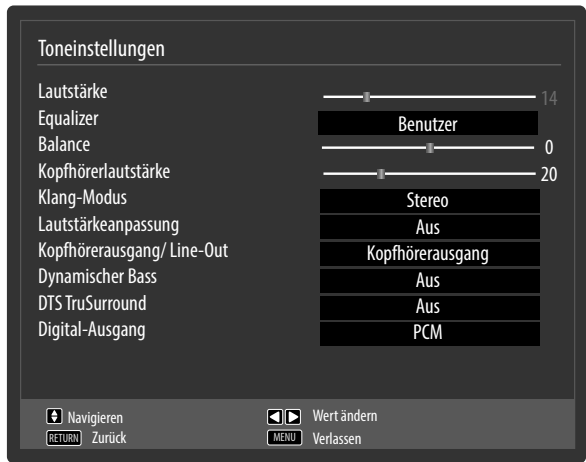 Toneinstellungen
Lautstärke 14
Equalizer Benutzer
Balance 0
Kopfhörerlautstärke 20
Klang-Modus Stereo
Lautstärkeanpassung Aus
Kopfhörerausgang/ Line-Out Kopfhörerausgang
Dynamischer Bass Aus
DTS TruSurround Aus
Digital-Ausgang PCM
Navigieren Wert ändern
RETURN Zurück MENU Verlassen